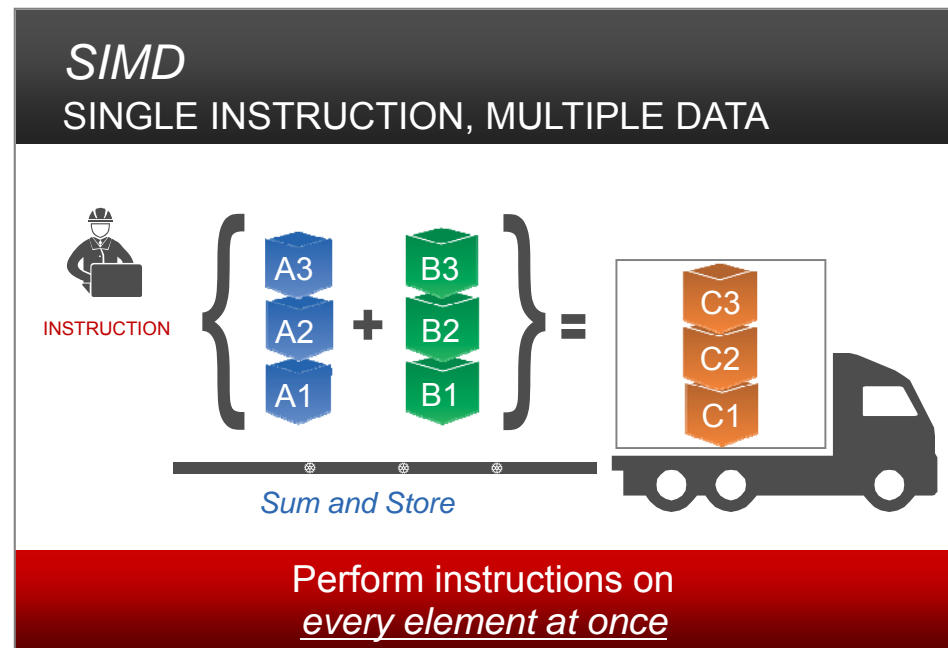 SIMD
SINGLE INSTRUCTION, MULTIPLE DATA
INSTRUCTION
A3
A2
A1
+
B3
B2
B1
=
C3
C2
C1
Sum and Store
Perform instructions on
every element at once